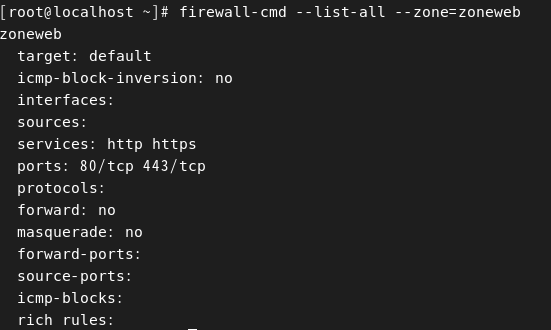 [root@localhost ~]# firewall-cmd --list-all --zone=zoneweb
zoneweb
  target: default
  icmp-block-inversion: no
  interfaces:
  sources:
  services: http https
  ports: 80/tcp 443/tcp
  protocols:
  forward: no
  masquerade: no
  forward-ports:
  source-ports:
  icmp-blocks:
  rich rules: